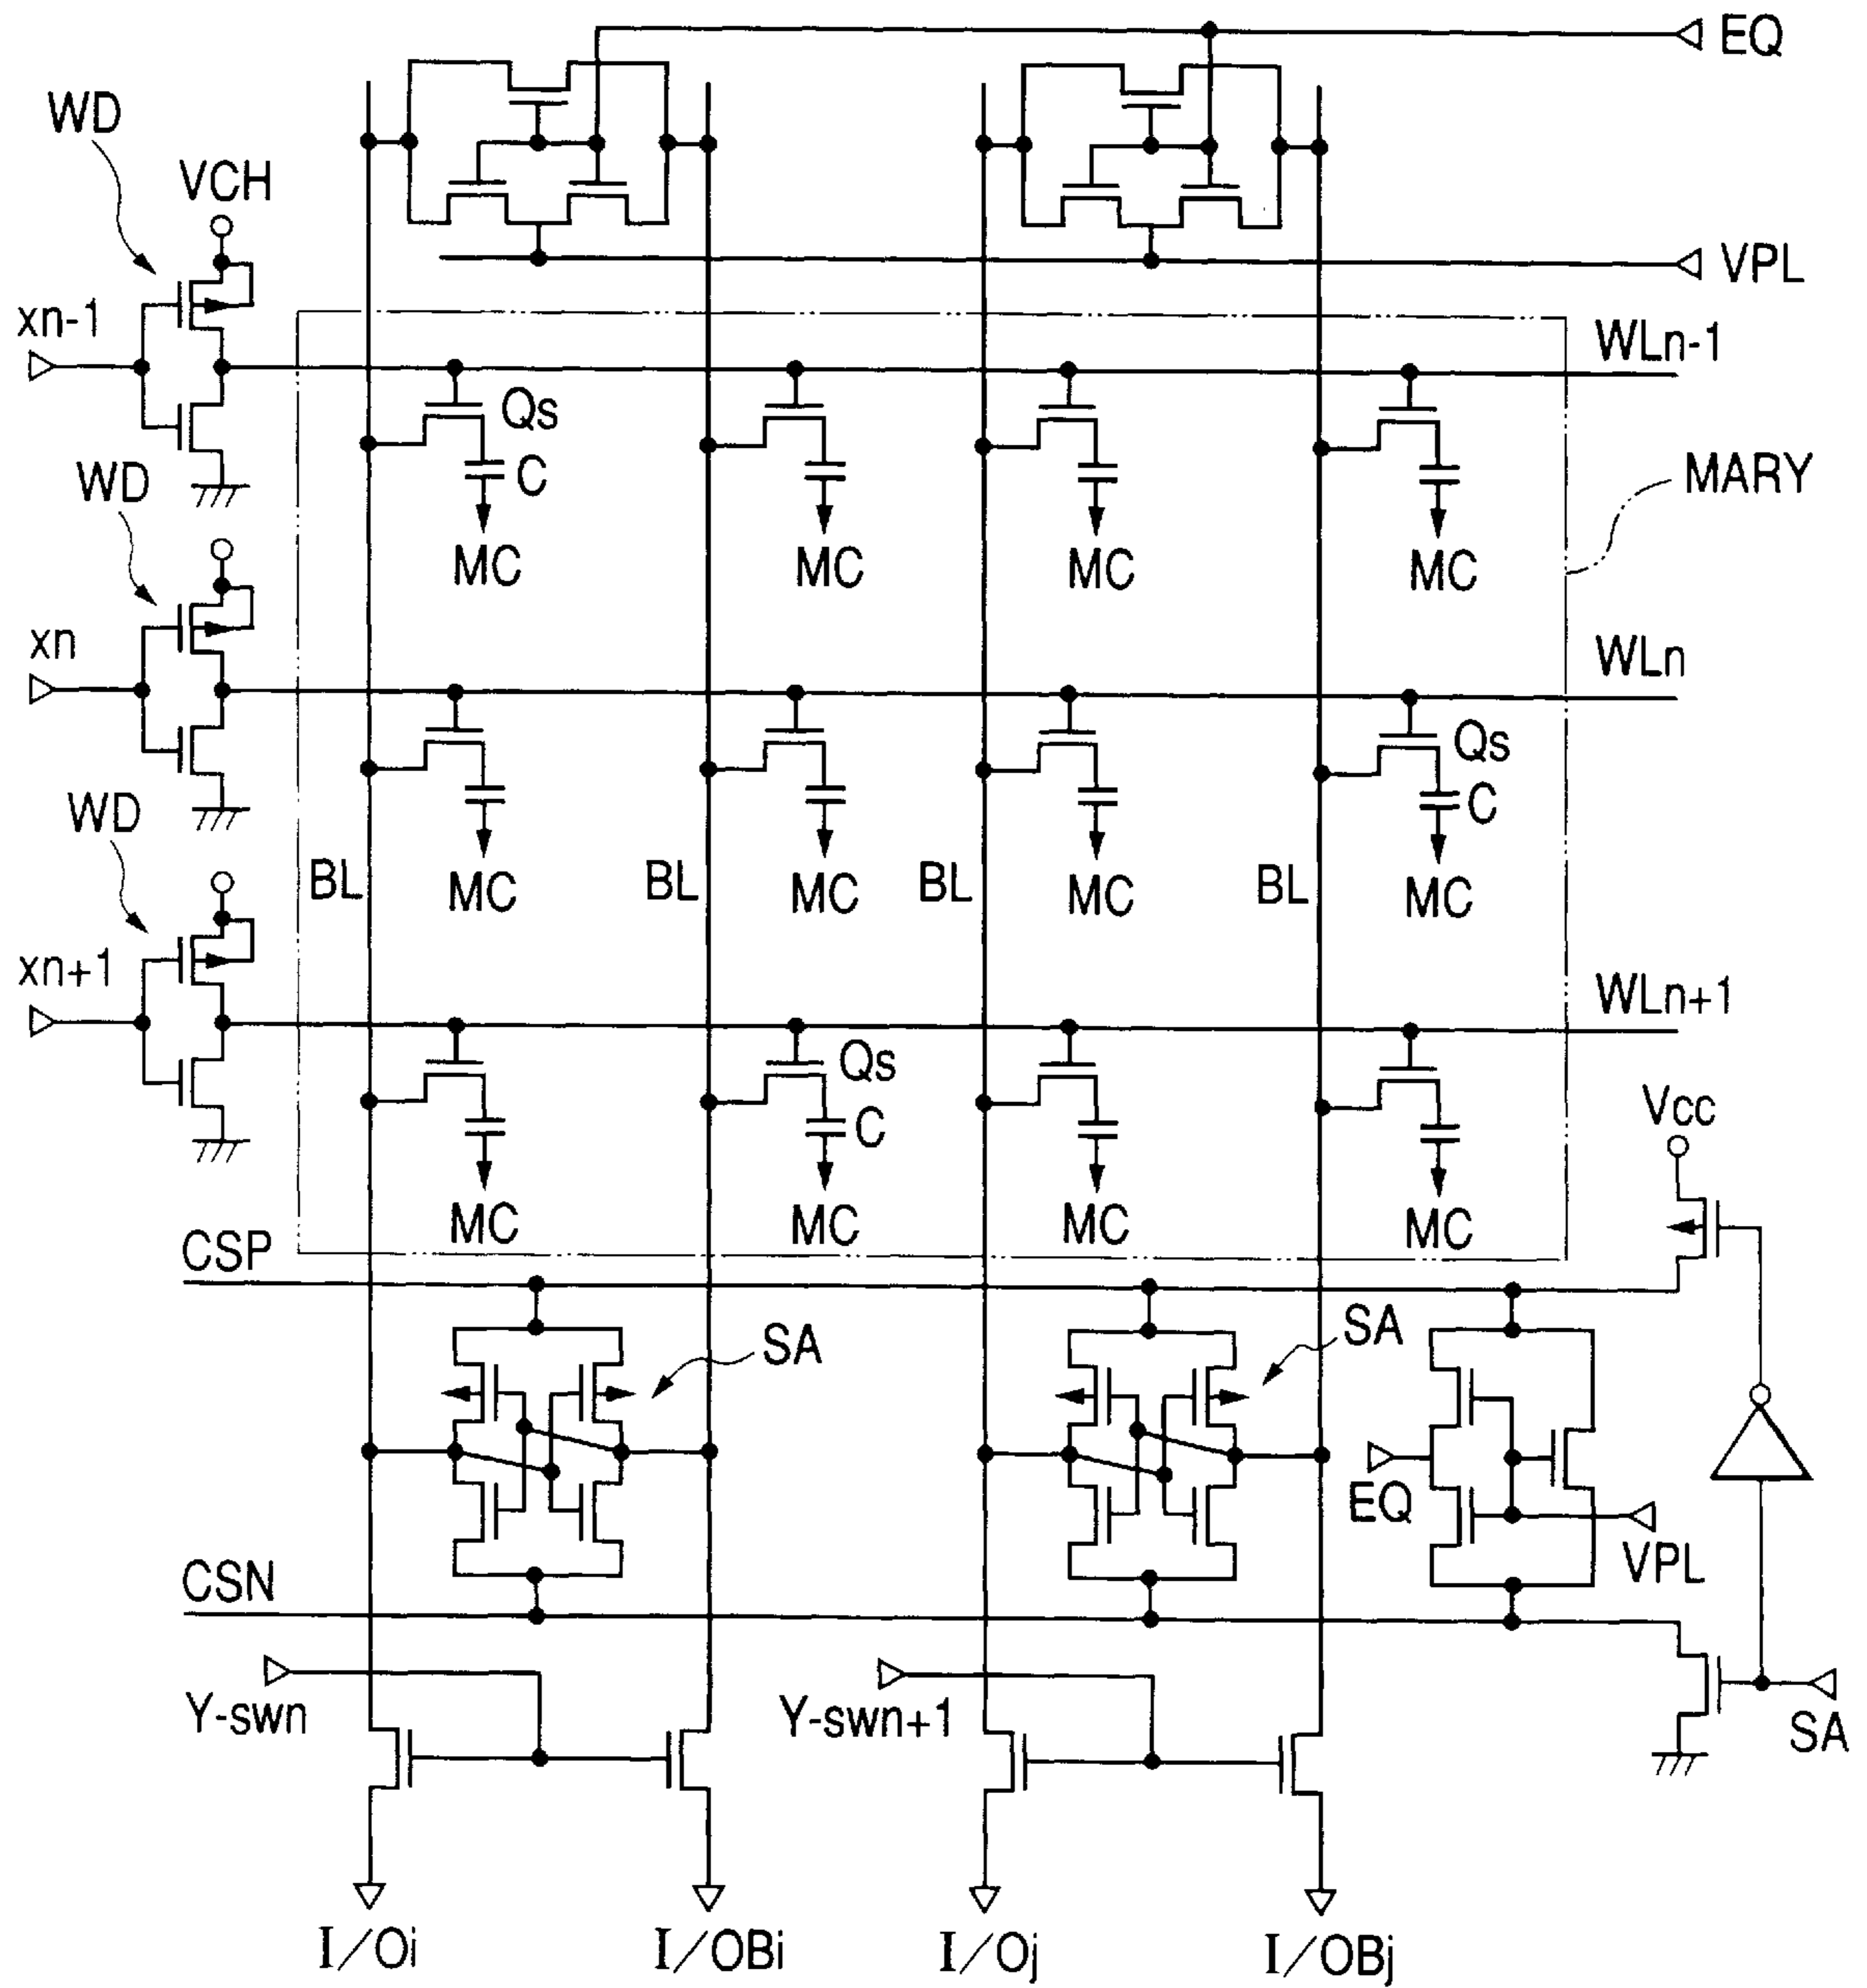 EQ
WD
VCH
VPL
xn-1
WLn-1
Qs
C
MARY
WD
MC MC MC MC
xn
WLn
Qs
C
WD
BL MC BL MC BL MC BL MC
xn+1
WLn+1
Qs
C
Vcc
MC MC MC MC
CSP
SA SA
EQ
VPL
CSN
Y-swn Y-swn+1
SA
I/Oi I/OBi I/Oj I/OBj